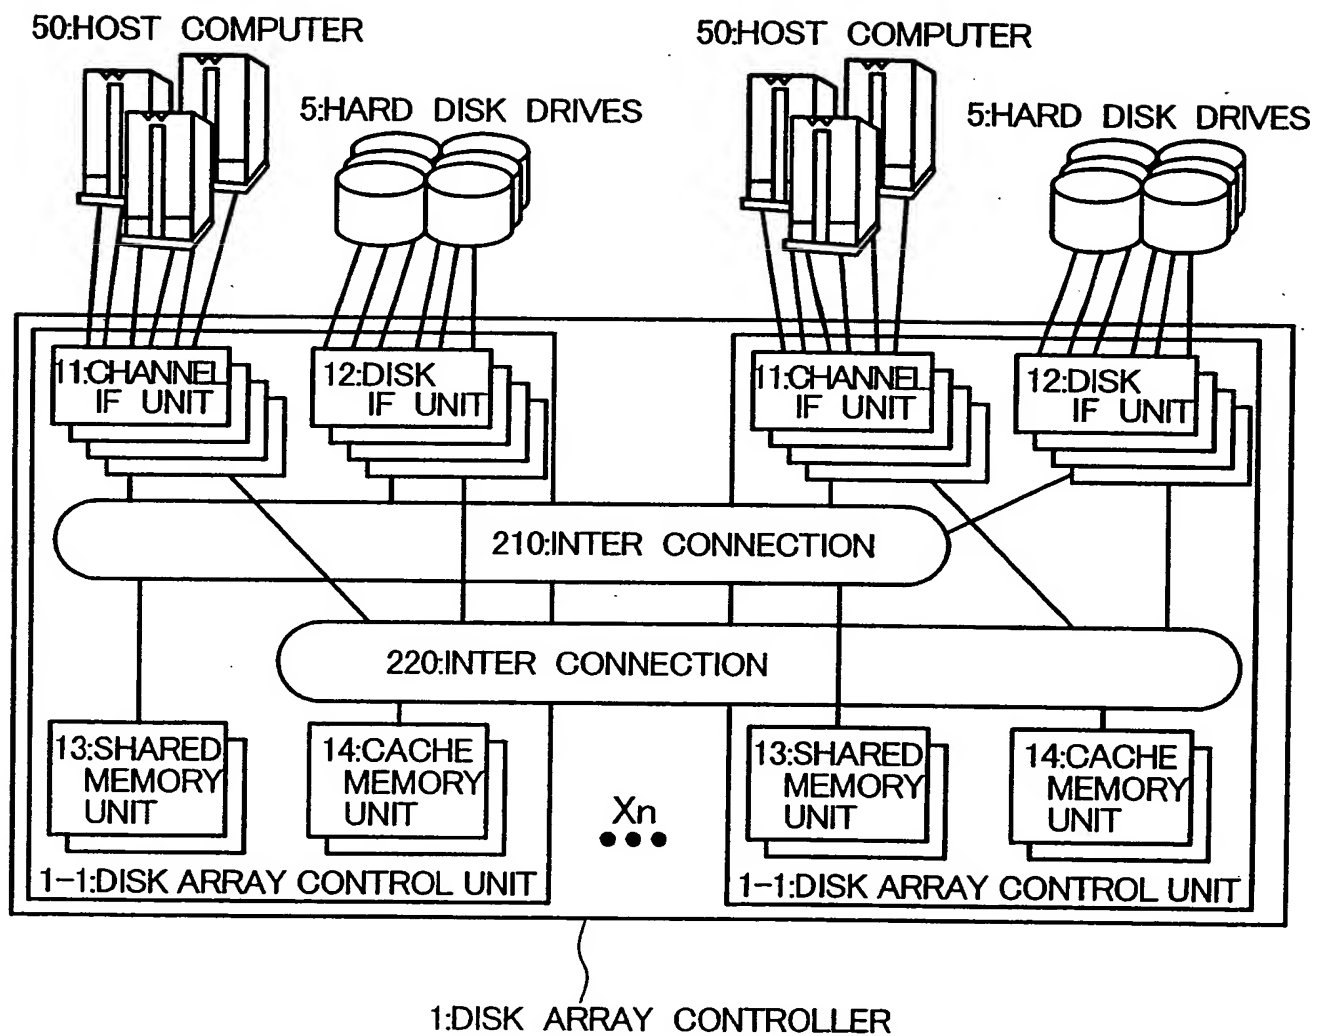 50:HOST COMPUTER
50:HOST COMPUTER
5:HARD DISK DRIVES
5:HARD DISK DRIVES
11:CHANNEL
IF UNIT
12:DISK
IF UNIT
11:CHANNEL
IF UNIT
12:DISK
IF UNIT
210:INTER CONNECTION
220:INTER CONNECTION
13:SHARED
MEMORY
UNIT
14:CACHE
MEMORY
UNIT
Xn
13:SHARED
MEMORY
UNIT
14:CACHE
MEMORY
UNIT
1-1:DISK ARRAY CONTROL UNIT
1-1:DISK ARRAY CONTROL UNIT
1:DISK ARRAY CONTROLLER